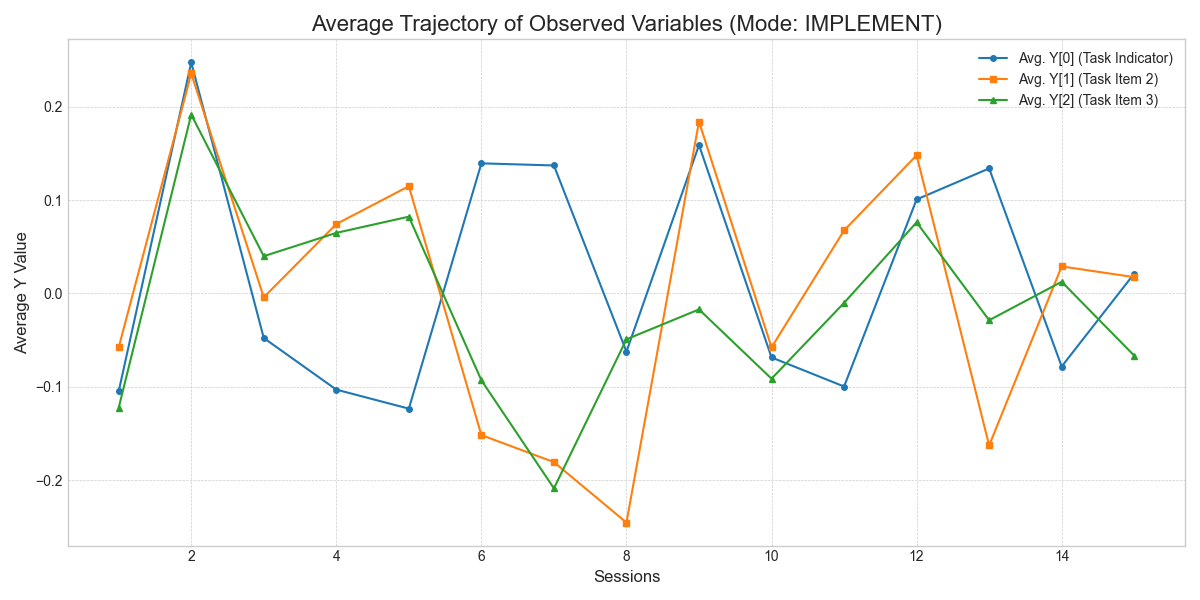 Average Trajectory of Observed Variables (Mode: IMPLEMENT)
Avg. Y[0] (Task Indicator)
Avg. Y[1] (Task Item 2)
Avg. Y[2] (Task Item 3)
Average Y Value
0.2
0.1
0.0
−0.1
−0.2
2 4 6 8 10 12 14
Sessions